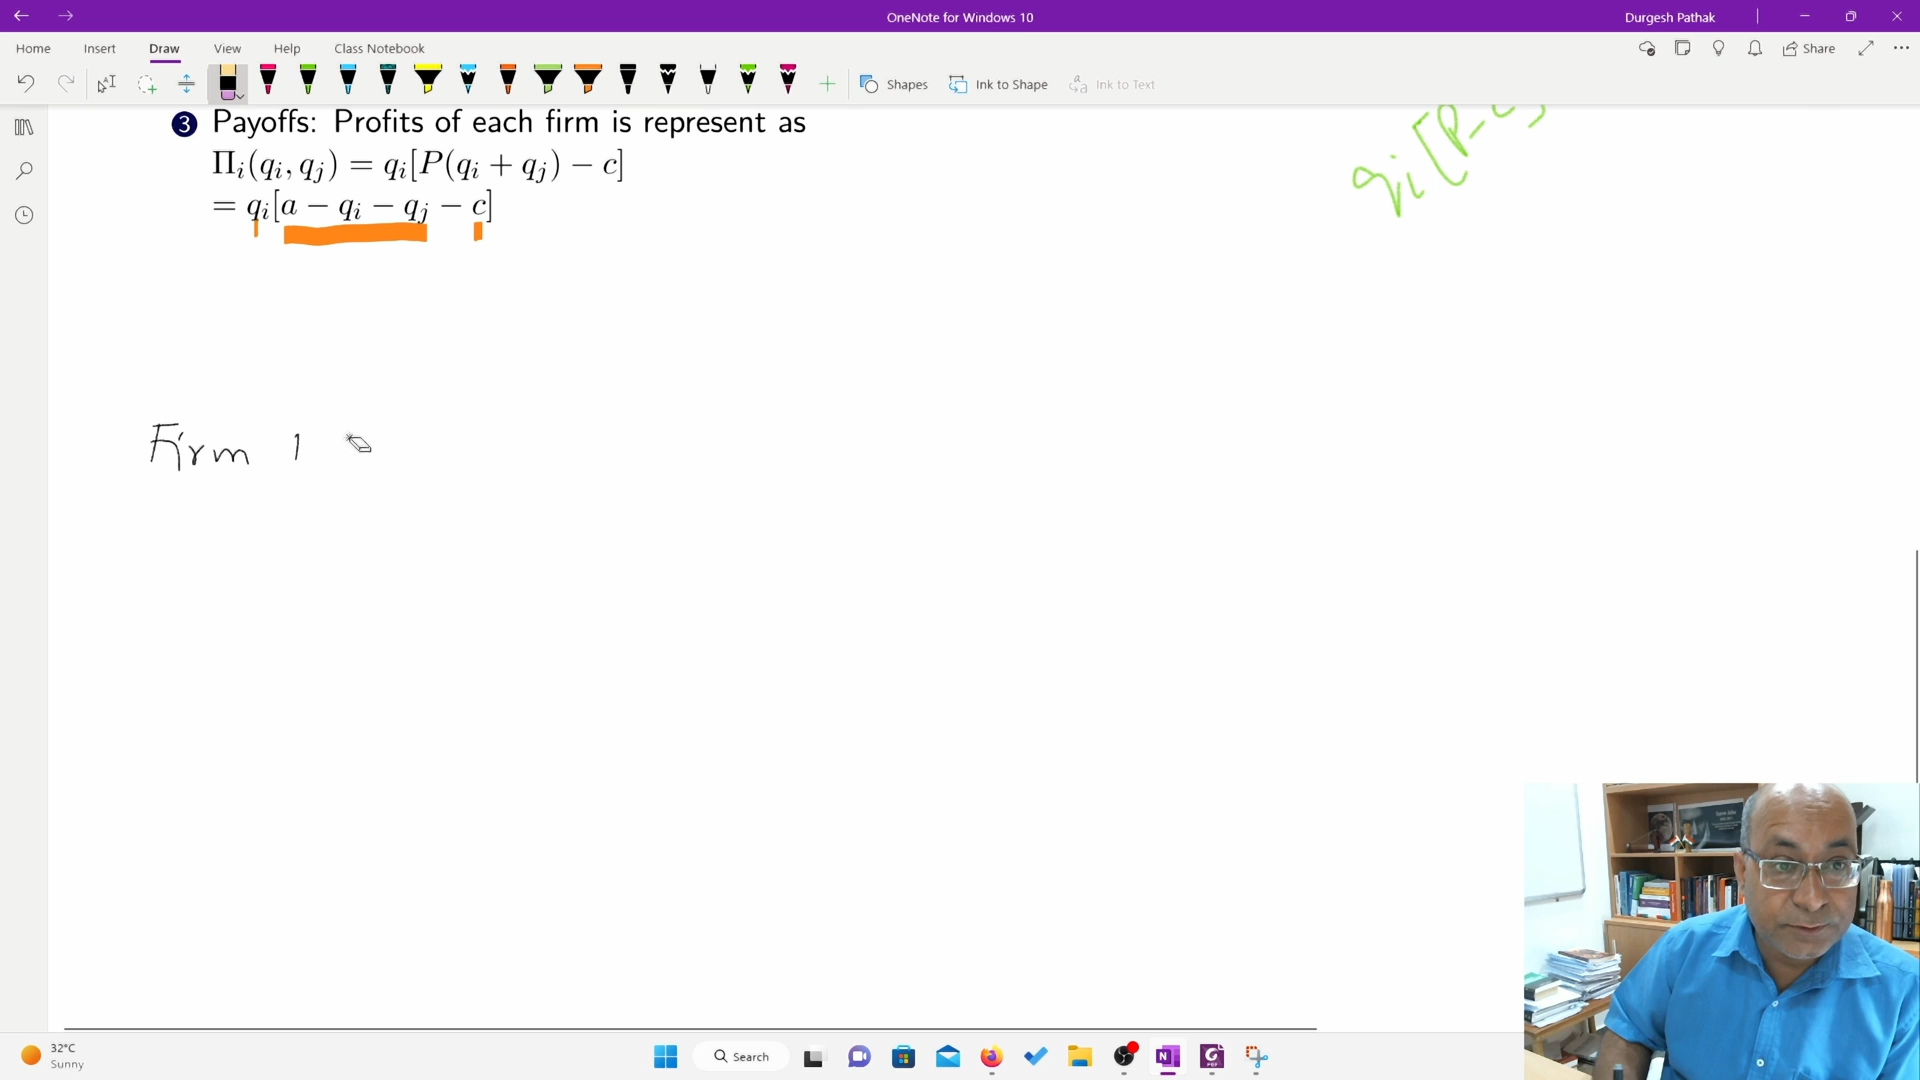 OneNote for Windows 10
Durgesh Pathak
Home Insert Draw View Help Class Notebook
Share
Shapes Ink to Shape Ink to Text
3 Payoffs: Profits of each firm is represent as
Πᵢ(qᵢ, qⱼ) = qᵢ[P(qᵢ + qⱼ) − c]
= qᵢ[a − qᵢ − qⱼ − c]
qi[P-c]
Firm 1
32°C
Sunny
Search